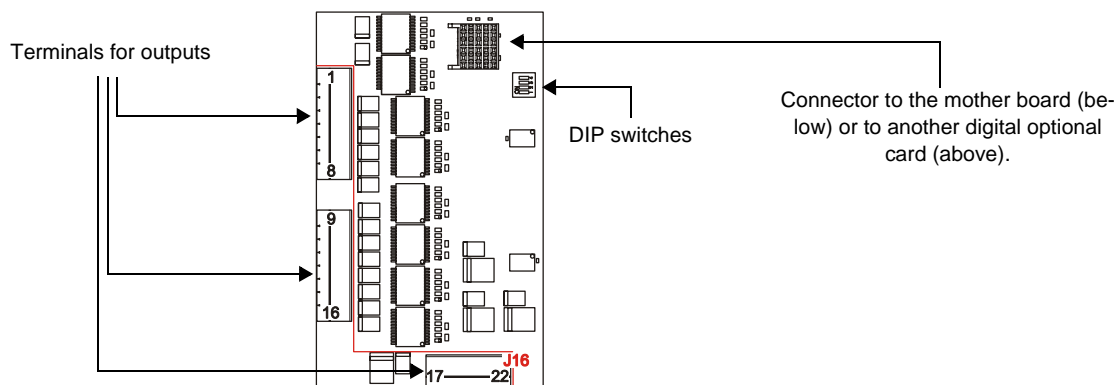 Terminals for outputs
1
8
9
16
17
22
J16
DIP switches
Connector to the mother board (be-
low) or to another digital optional
card (above).